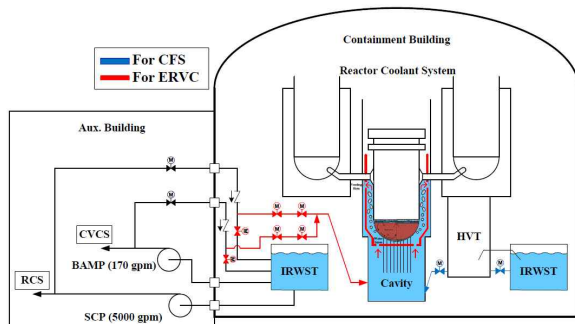 Containment Building
For CFS
For ERVC
Reactor Coolant System
Aux. Building
M
M
M
M
M
M
CVCS
BAMP (170 gpm)
RCS
SCP (5000 gpm)
IRWST
Cavity
HVT
M
M
IRWST